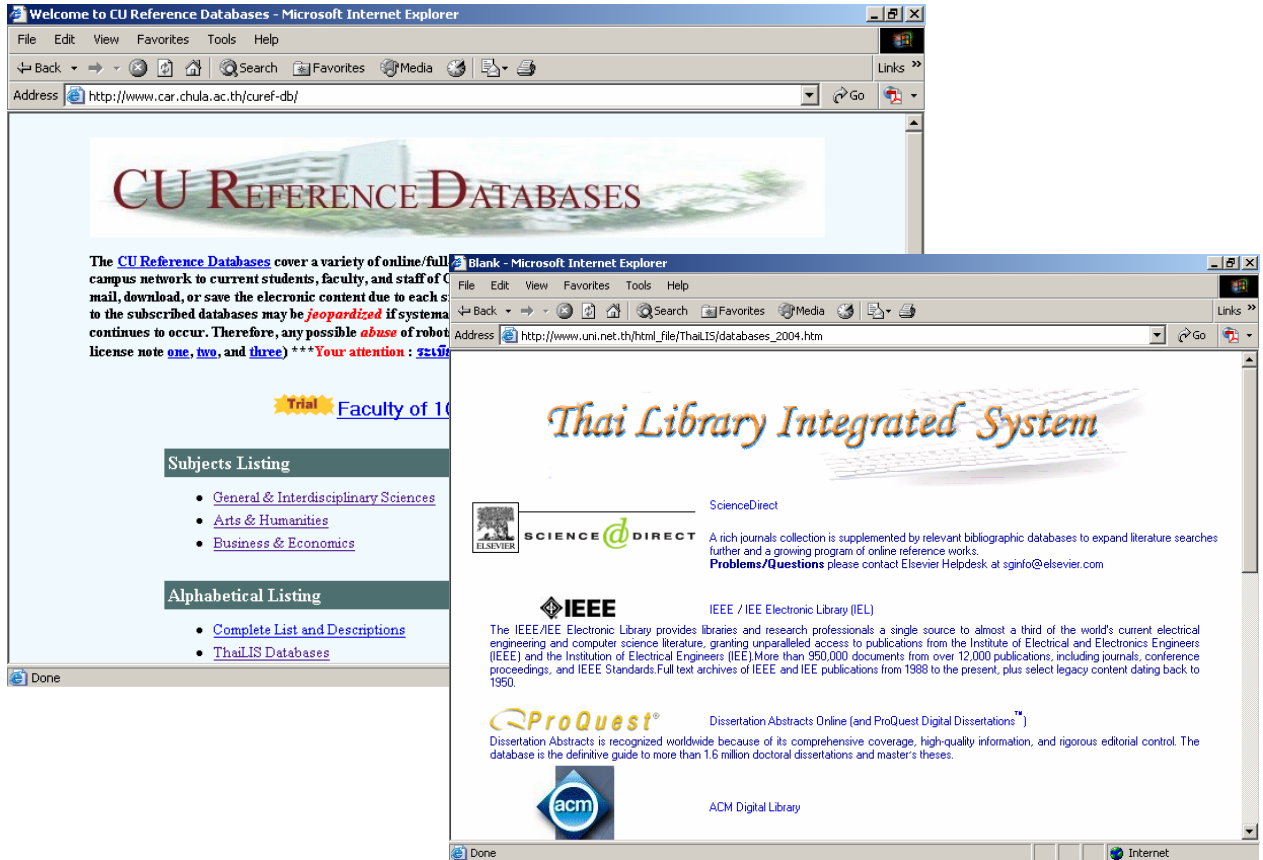 Welcome to CU Reference Databases - Microsoft Internet Explorer
File Edit View Favorites Tools Help
Back Search Favorites Media Links »
Address http://www.car.chula.ac.th/curef-db/ Go
CU REFERENCE DATABASES
The CU Reference Databases cover a variety of online/full
campus network to current students, faculty, and staff of
mail, download, or save the elecronic content due to each
to the subscribed databases may be jeopardized if systema
continues to occur. Therefore, any possible abuse of robot
license note one, two, and three) ***Your attention :
Trial Faculty of 10
Subjects Listing
• General & Interdisciplinary Sciences
• Arts & Humanities
• Business & Economics
Alphabetical Listing
• Complete List and Descriptions
• ThaiLIS Databases
Done
Blank - Microsoft Internet Explorer
File Edit View Favorites Tools Help
Back Search Favorites Media Links »
Address http://www.uni.net.th/html_file/ThaiLIS/databases_2004.htm Go
Thai Library Integrated System
ScienceDirect
ELSEVIER SCIENCE @ DIRECT
A rich journals collection is supplemented by relevant bibliographic databases to expand literature searches
further and a growing program of online reference works.
Problems/Questions please contact Elsevier Helpdesk at sginfo@elsevier.com
IEEE IEEE / IEE Electronic Library (IEL)
The IEEE/IEE Electronic Library provides libraries and research professionals a single source to almost a third of the world's current electrical
engineering and computer science literature, granting unparalleled access to publications from the Institute of Electrical and Electronics Engineers
(IEEE) and the Institution of Electrical Engineers (IEE).More than 950,000 documents from over 12,000 publications, including journals, conference
proceedings, and IEEE Standards.Full text archives of IEEE and IEE publications from 1988 to the present, plus select legacy content dating back to
1950.
ProQuest® Dissertation Abstracts Online (and ProQuest Digital Dissertations™)
Dissertation Abstracts is recognized worldwide because of its comprehensive coverage, high-quality information, and rigorous editorial control. The
database is the definitive guide to more than 1.6 million doctoral dissertations and master's theses.
acm ACM Digital Library
Done Internet